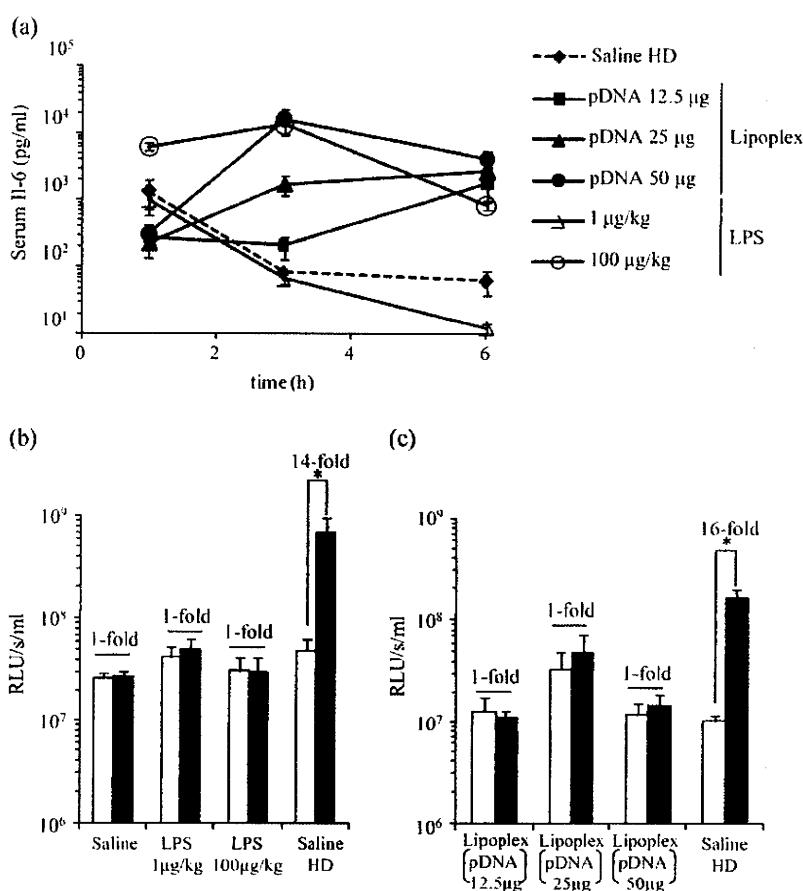 (a)
10⁵
10⁴
10³
10²
10¹
Serum Il-6 (pg/ml)
0
2
4
6
time (h)
Saline HD
pDNA 12.5 µg
pDNA 25 µg
pDNA 50 µg
Lipoplex
1 µg/kg
100 µg/kg
LPS
(b)
14-fold
*
10⁹
10⁸
10⁷
10⁶
RLU/s/ml
1-fold
1-fold
1-fold
Saline
LPS
1µg/kg
LPS
100µg/kg
Saline
HD
(c)
16-fold
*
10⁹
10⁸
10⁷
10⁶
RLU/s/ml
1-fold
1-fold
1-fold
Lipoplex
(pDNA
12.5µg)
Lipoplex
(pDNA
25µg)
Lipoplex
(pDNA
50µg)
Saline
HD